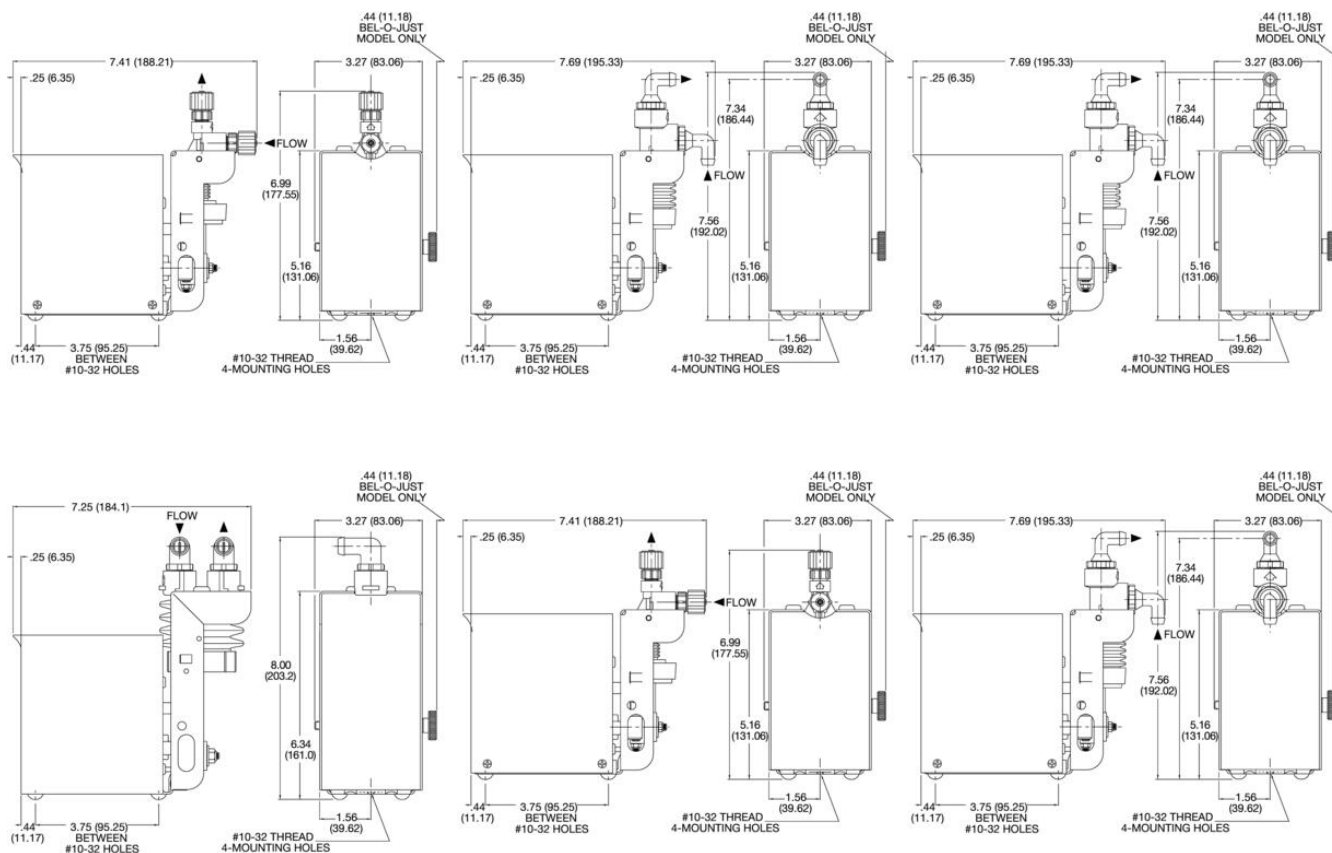 .44 (11.18)
BEL-O-JUST
MODEL ONLY
7.41 (188.21)
3.27 (83.06)
.25 (6.35)
FLOW
6.99
(177.55)
5.16
(131.06)
1.56
(39.62)
.44
(11.17)
3.75 (95.25)
BETWEEN
#10-32 HOLES
#10-32 THREAD
4-MOUNTING HOLES
.44 (11.18)
BEL-O-JUST
MODEL ONLY
7.69 (195.33)
3.27 (83.06)
.25 (6.35)
7.34
(186.44)
FLOW
7.56
(192.02)
5.16
(131.06)
1.56
(39.62)
.44
(11.17)
3.75 (95.25)
BETWEEN
#10-32 HOLES
#10-32 THREAD
4-MOUNTING HOLES
.44 (11.18)
BEL-O-JUST
MODEL ONLY
7.69 (195.33)
3.27 (83.06)
.25 (6.35)
7.34
(186.44)
FLOW
7.56
(192.02)
5.16
(131.06)
1.56
(39.62)
.44
(11.17)
3.75 (95.25)
BETWEEN
#10-32 HOLES
#10-32 THREAD
4-MOUNTING HOLES
.44 (11.18)
BEL-O-JUST
MODEL ONLY
7.25 (184.1)
3.27 (83.06)
FLOW
.25 (6.35)
8.00
(203.2)
6.34
(161.0)
1.56
(39.62)
.44
(11.17)
3.75 (95.25)
BETWEEN
#10-32 HOLES
#10-32 THREAD
4-MOUNTING HOLES
.44 (11.18)
BEL-O-JUST
MODEL ONLY
7.41 (188.21)
3.27 (83.06)
.25 (6.35)
FLOW
6.99
(177.55)
5.16
(131.06)
1.56
(39.62)
.44
(11.17)
3.75 (95.25)
BETWEEN
#10-32 HOLES
#10-32 THREAD
4-MOUNTING HOLES
.44 (11.18)
BEL-O-JUST
MODEL ONLY
7.69 (195.33)
3.27 (83.06)
.25 (6.35)
7.34
(186.44)
FLOW
7.56
(192.02)
5.16
(131.06)
1.56
(39.62)
.44
(11.17)
3.75 (95.25)
BETWEEN
#10-32 HOLES
#10-32 THREAD
4-MOUNTING HOLES